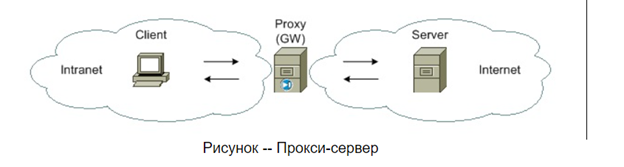 Proxy
(GW)
Client
Server
Intranet
Internet
Рисунок -- Прокси-сервер